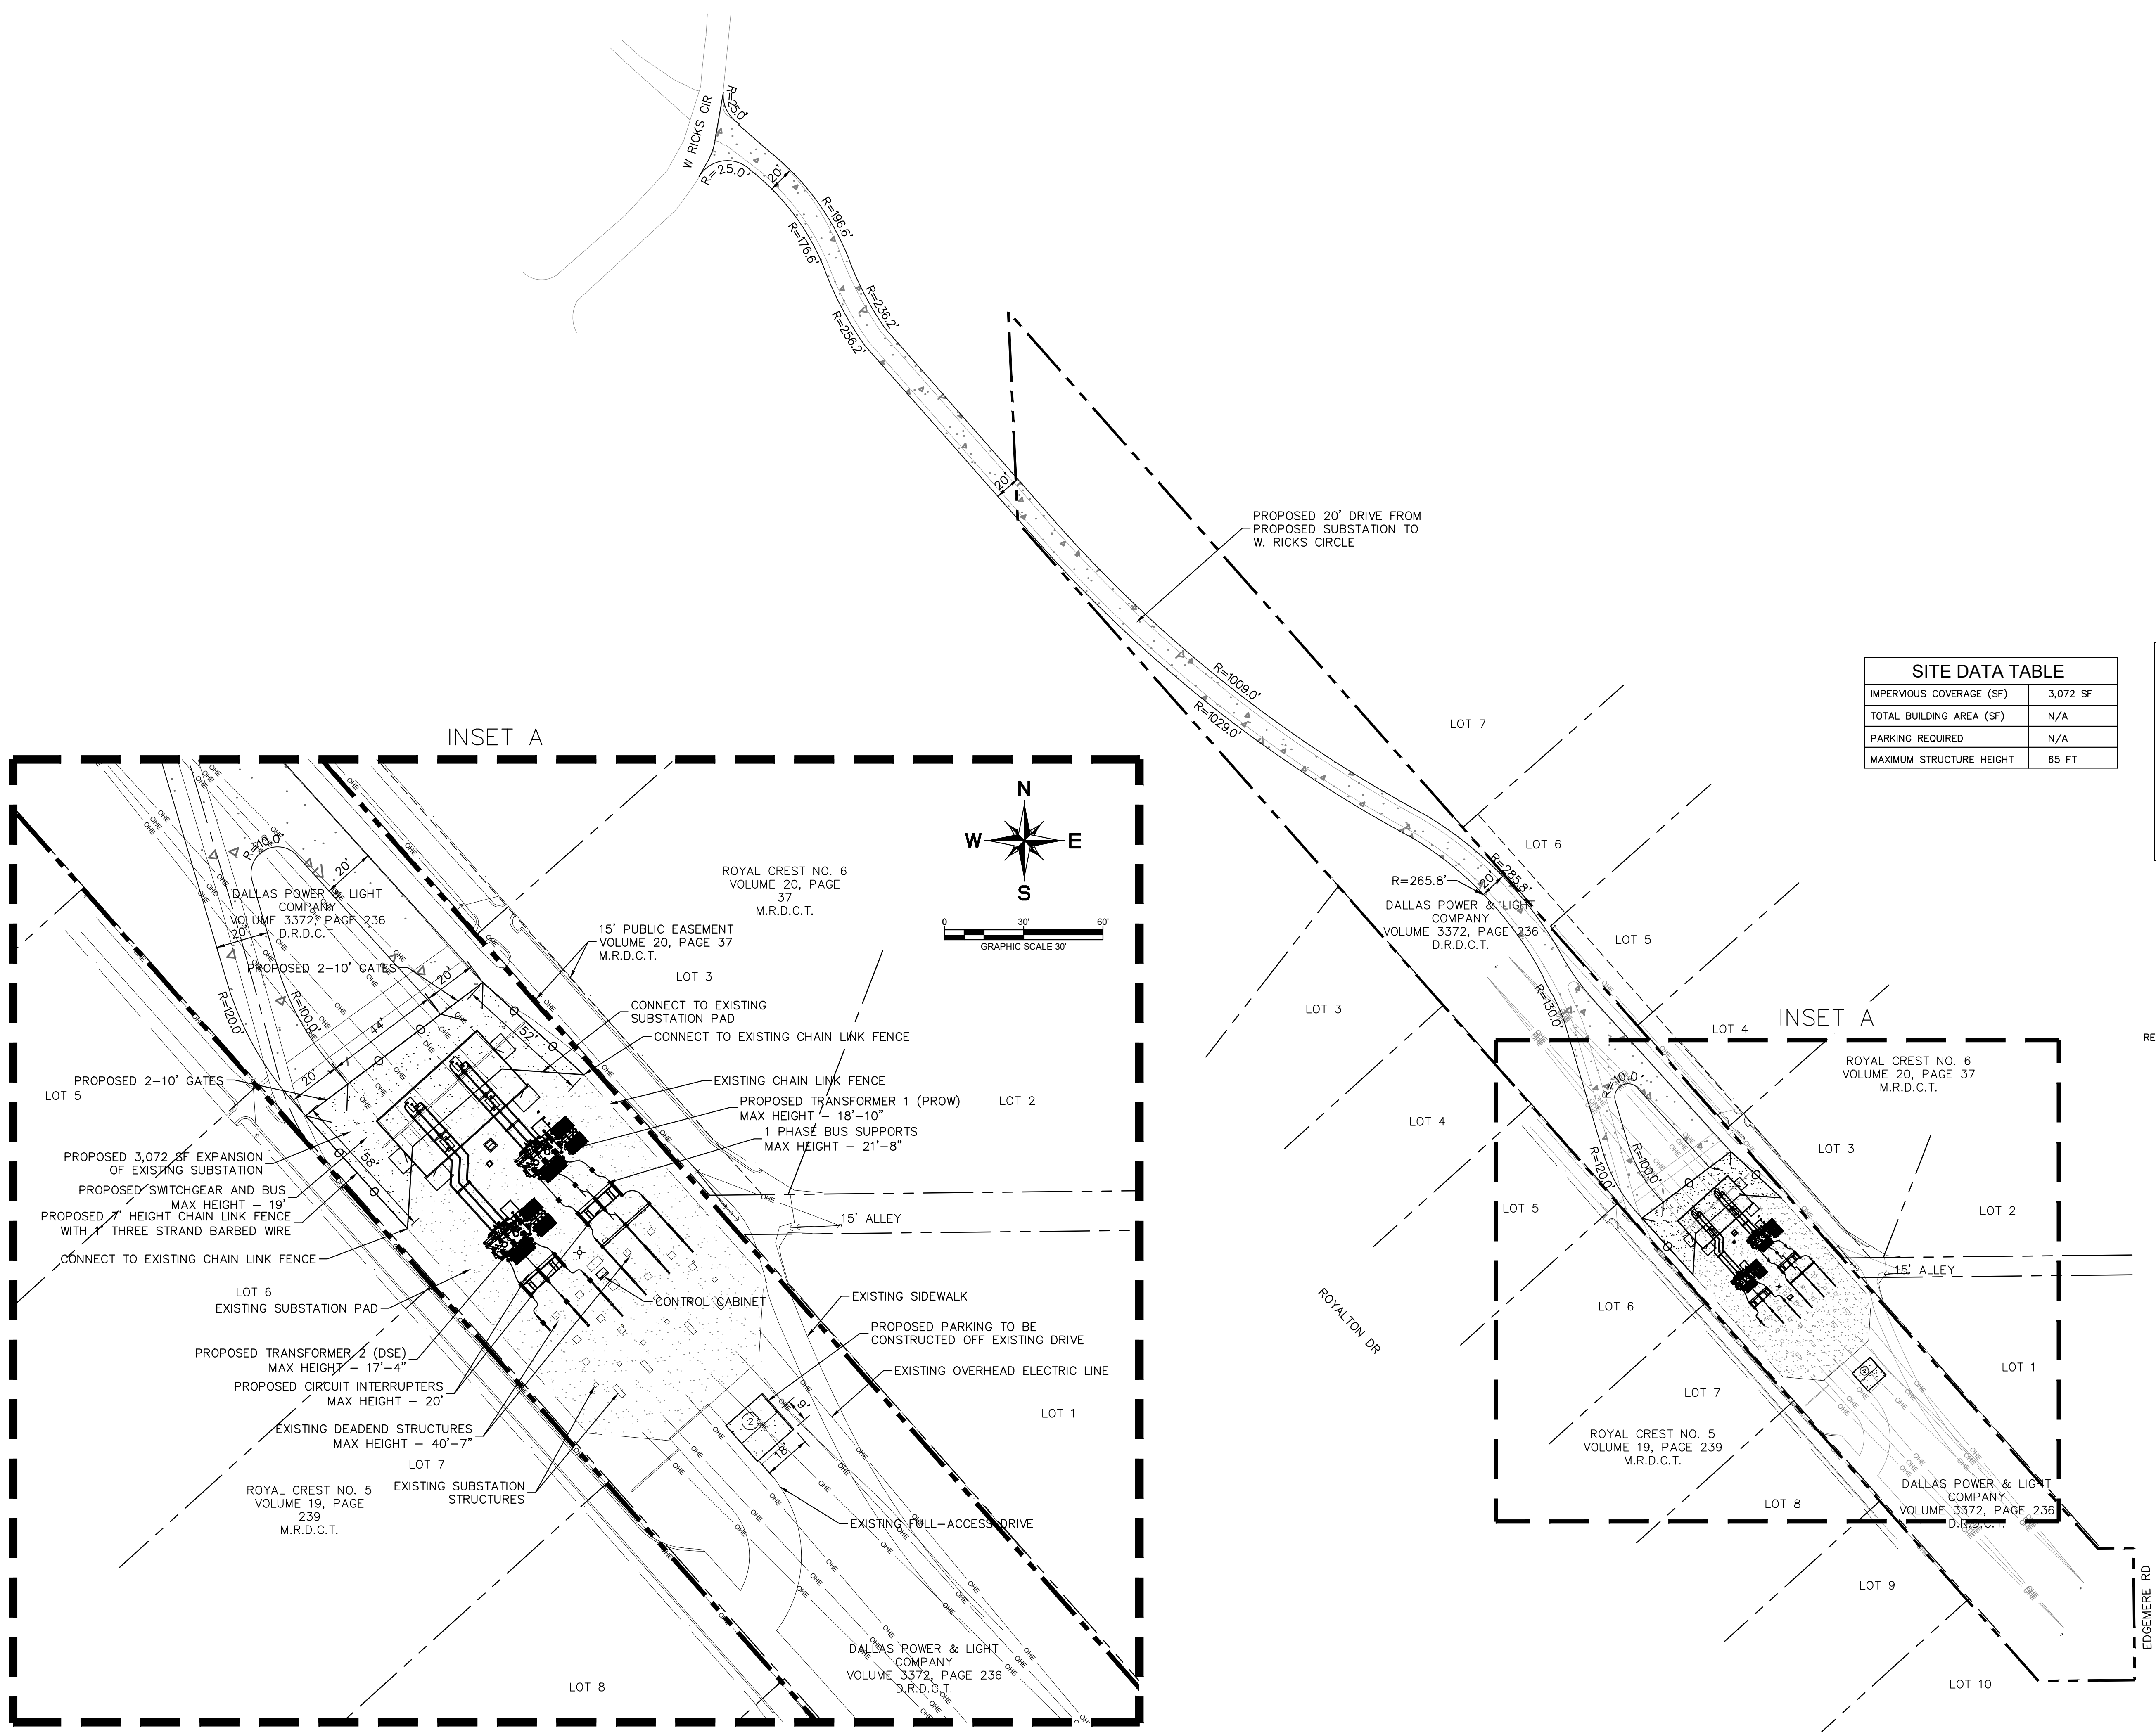 W RICKS CIR
R=25.0'
R=25.0'
20'
R=196.6'
R=176.6'
R=236.2'
R=256.2'
20'
PROPOSED 20' DRIVE FROM
PROPOSED SUBSTATION TO
W. RICKS CIRCLE
R=1009.0'
R=1029.0'
LOT 7
SITE DATA TABLE
IMPERVIOUS COVERAGE (SF) 3,072 SF
TOTAL BUILDING AREA (SF) N/A
PARKING REQUIRED N/A
MAXIMUM STRUCTURE HEIGHT 65 FT
LOT 6
R=285.8'
R=265.8'
20'
DALLAS POWER & LIGHT
COMPANY
VOLUME 3372, PAGE 236
D.R.D.C.T.
LOT 5
LOT 3
R=130.0'
LOT 4
INSET A
RE
ROYAL CREST NO. 6
VOLUME 20, PAGE 37
M.R.D.C.T.
R=10.0'
LOT 4
R=100.0'
R=120.0'
LOT 3
LOT 5
LOT 2
15' ALLEY
LOT 6
ROYALTON DR
LOT 1
2
LOT 7
ROYAL CREST NO. 5
VOLUME 19, PAGE 239
M.R.D.C.T.
OHE
DALLAS POWER & LIGHT
COMPANY
VOLUME 3372, PAGE 236
D.R.D.C.T.
LOT 8
LOT 9
EDGEMERE RD
LOT 10
INSET A
N
W E
S
0 30' 60'
GRAPHIC SCALE 30'
OHE
R=10.0'
20'
DALLAS POWER & LIGHT
COMPANY
VOLUME 3372, PAGE 236
D.R.D.C.T.
20'
ROYAL CREST NO. 6
VOLUME 20, PAGE
37
M.R.D.C.T.
15' PUBLIC EASEMENT
VOLUME 20, PAGE 37
M.R.D.C.T.
LOT 3
PROPOSED 2-10' GATES
20'
R=120.0'
R=100.0'
44'
52'
20'
CONNECT TO EXISTING
SUBSTATION PAD
CONNECT TO EXISTING CHAIN LINK FENCE
PROPOSED 2-10' GATES
LOT 5
EXISTING CHAIN LINK FENCE
PROPOSED TRANSFORMER 1 (PROW)
MAX HEIGHT - 18'-10"
LOT 2
1 PHASE BUS SUPPORTS
MAX HEIGHT - 21'-8"
58'
PROPOSED 3,072 SF EXPANSION
OF EXISTING SUBSTATION
PROPOSED SWITCHGEAR AND BUS
MAX HEIGHT - 19'
PROPOSED 7' HEIGHT CHAIN LINK FENCE
WITH 1' THREE STRAND BARBED WIRE
15' ALLEY
CONNECT TO EXISTING CHAIN LINK FENCE
LOT 6
EXISTING SUBSTATION PAD
CONTROL CABINET
EXISTING SIDEWALK
PROPOSED PARKING TO BE
CONSTRUCTED OFF EXISTING DRIVE
PROPOSED TRANSFORMER 2 (DSE)
MAX HEIGHT - 17'-4"
EXISTING OVERHEAD ELECTRIC LINE
PROPOSED CIRCUIT INTERRUPTERS
MAX HEIGHT - 20'
9'
2
18'
LOT 1
EXISTING DEADEND STRUCTURES
MAX HEIGHT - 40'-7"
LOT 7
EXISTING SUBSTATION
STRUCTURES
ROYAL CREST NO. 5
VOLUME 19, PAGE
239
M.R.D.C.T.
EXISTING FULL-ACCESS DRIVE
DALLAS POWER & LIGHT
COMPANY
VOLUME 3372, PAGE 236
D.R.D.C.T.
LOT 8